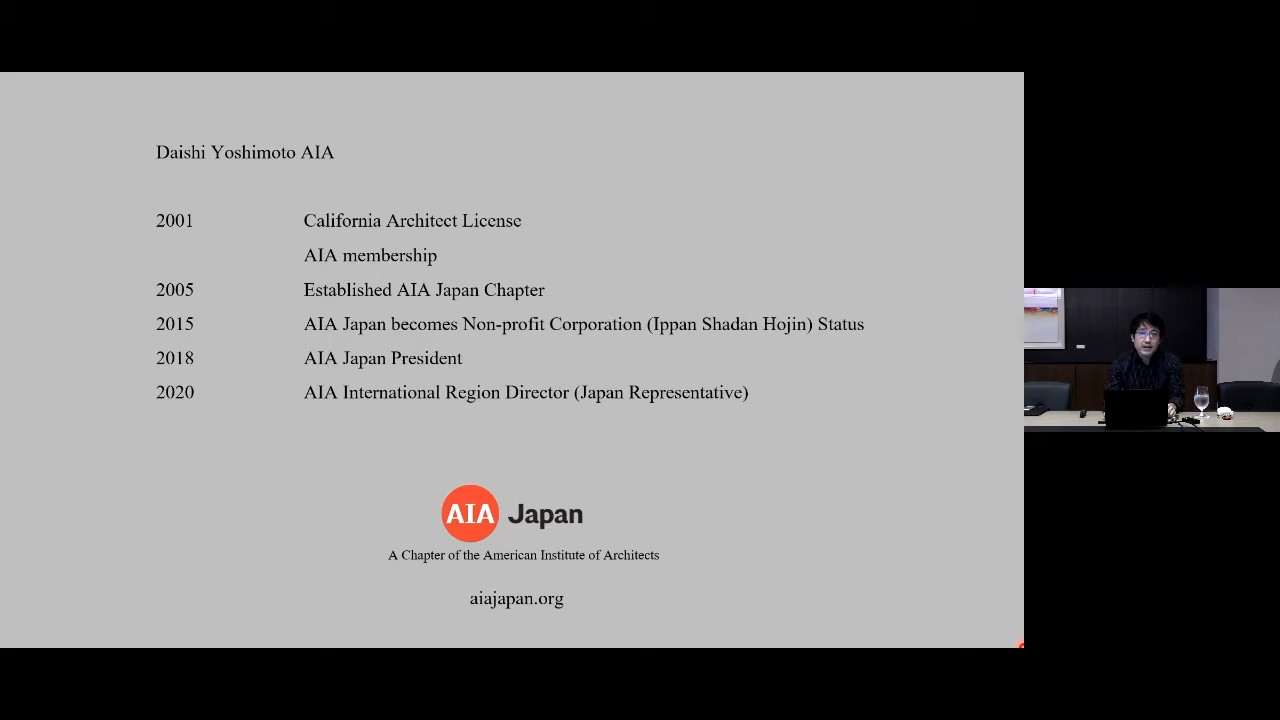 Daishi Yoshimoto AIA
2001 California Architect License
AIA membership
2005 Established AIA Japan Chapter
2015 AIA Japan becomes Non-profit Corporation (Ippan Shadan Hojin) Status
2018 AIA Japan President
2020 AIA International Region Director (Japan Representative)
AIA Japan
A Chapter of the American Institute of Architects
aiajapan.org